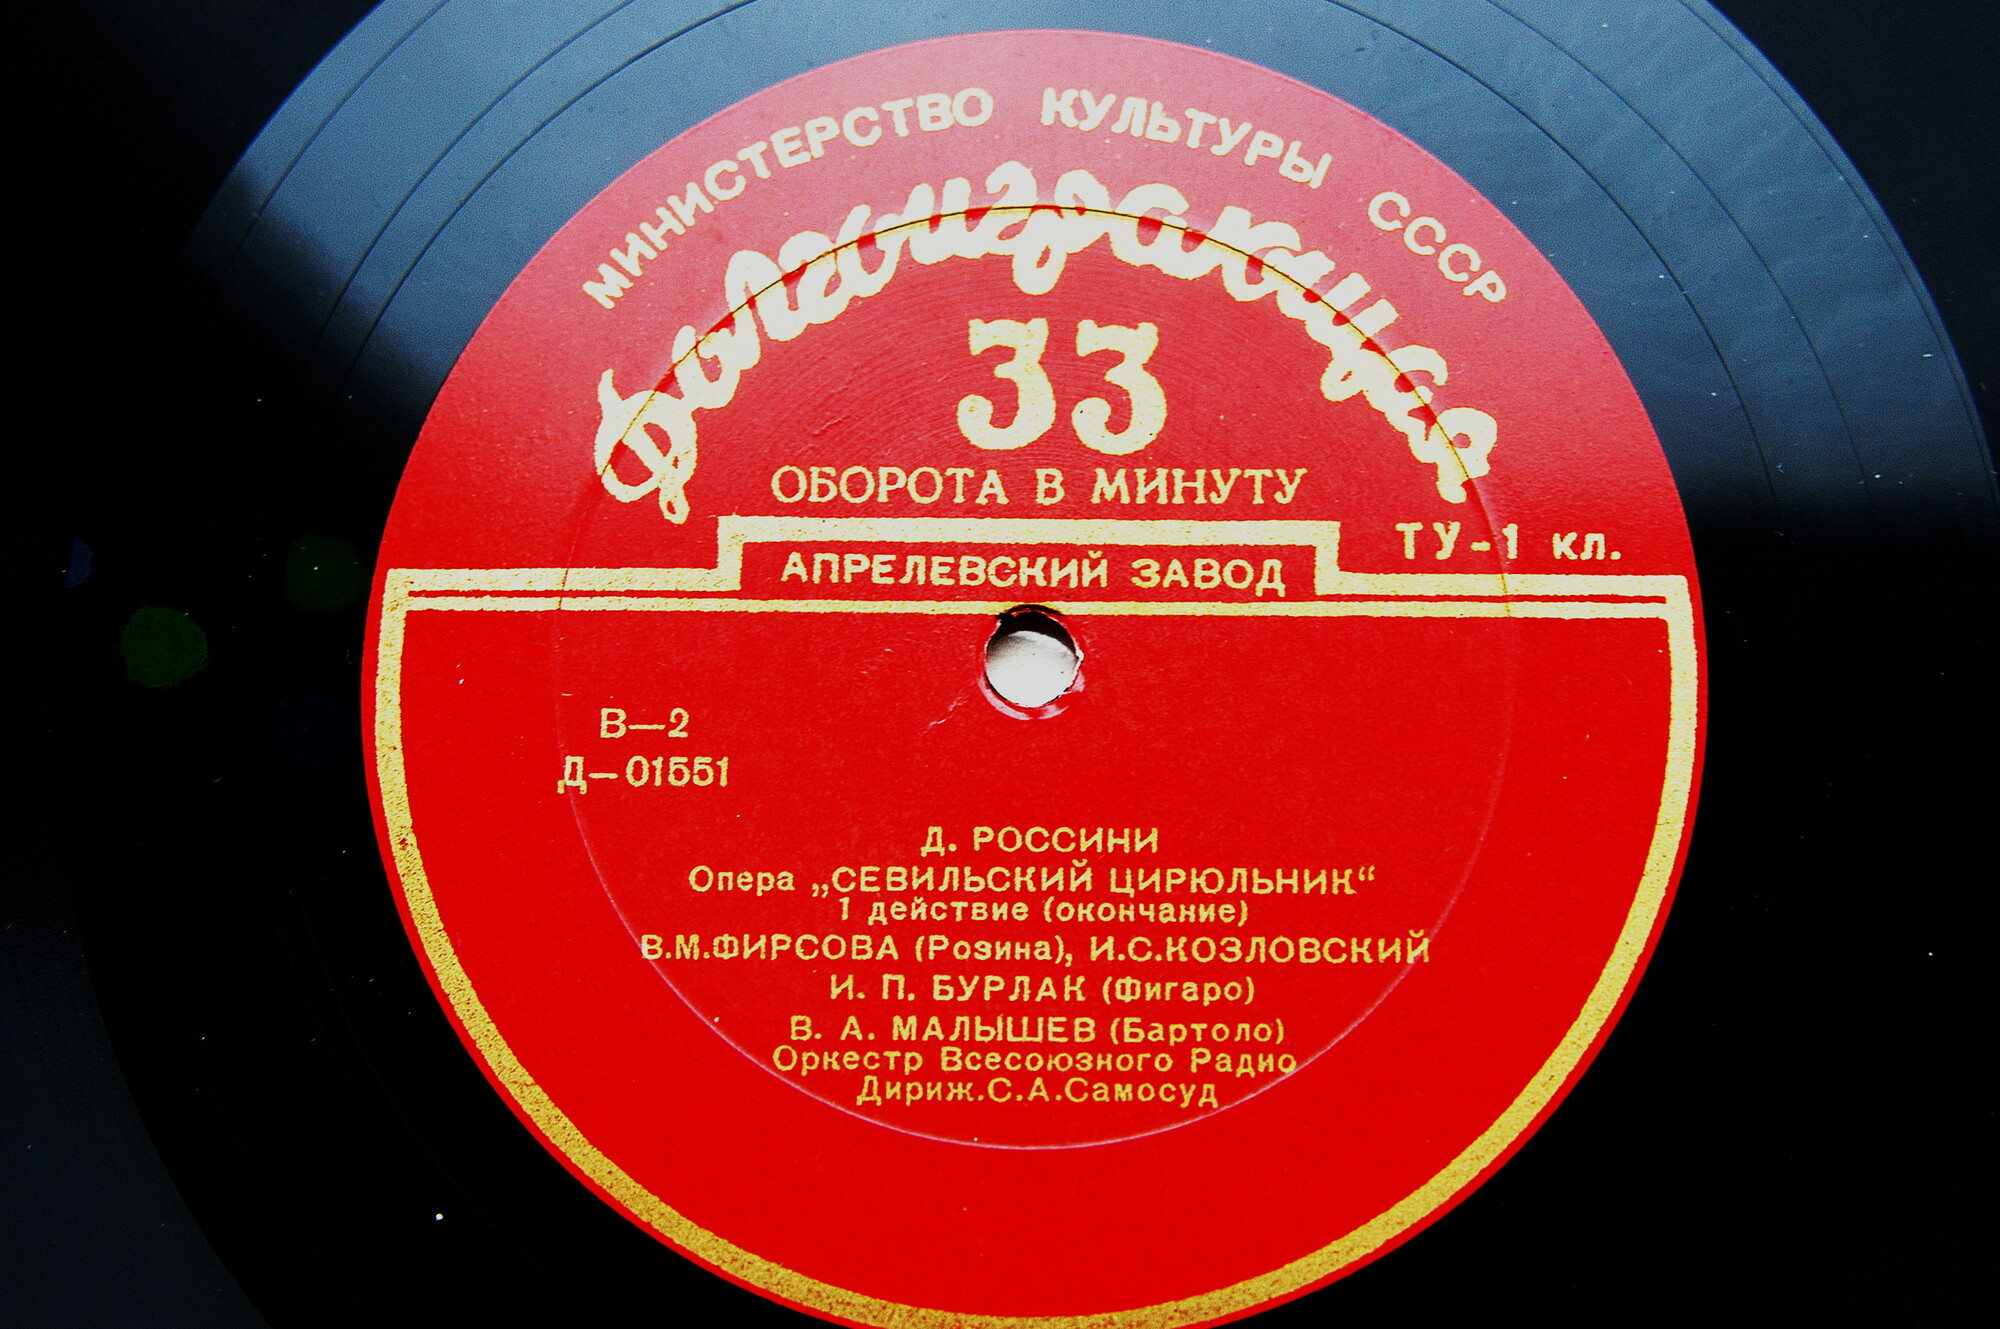 МИНИСТЕРСТВО КУЛЬТУРЫ СССР
Долгоиграющая
33
ОБОРОТА В МИНУТУ
ТУ-1 кл.
АПРЕЛЕВСКИЙ ЗАВОД
В—2
Д—01551
Д. РОССИНИ
Опера „СЕВИЛЬСКИЙ ЦИРЮЛЬНИК“
1 действие (окончание)
В.М.ФИРСОВА (Розина), И.С.КОЗЛОВСКИЙ
И. П. БУРЛАК (Фигаро)
В. А. МАЛЫШЕВ (Бартоло)
Оркестр Всесоюзного Радио
Дириж.С.А.Самосуд